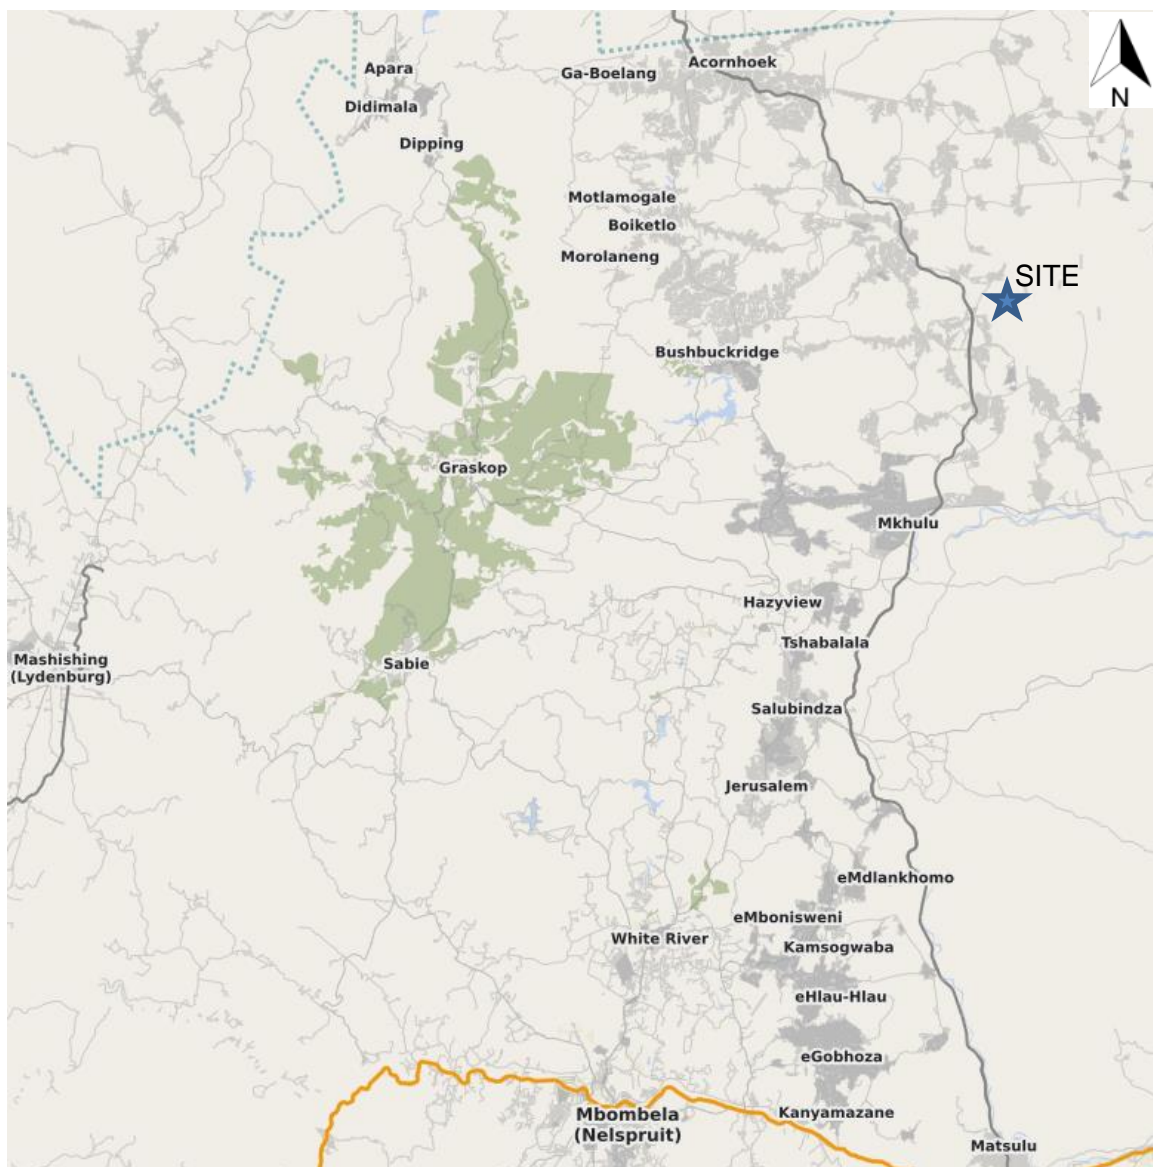 Acornhoek
Apara
Ga-Boelang
N
Didimala
Dipping
Motlamogale
Boiketlo
Morolaneng
SITE
Bushbuckridge
Graskop
Mkhulu
Hazyview
Tshabalala
Mashishing
(Lydenburg)
Sabie
Salubindza
Jerusalem
eMdlankhomo
eMbonisweni
White River
Kamsogwaba
eHlau-Hlau
eGobhoza
Mbombela
(Nelspruit)
Kanyamazane
Matsulu